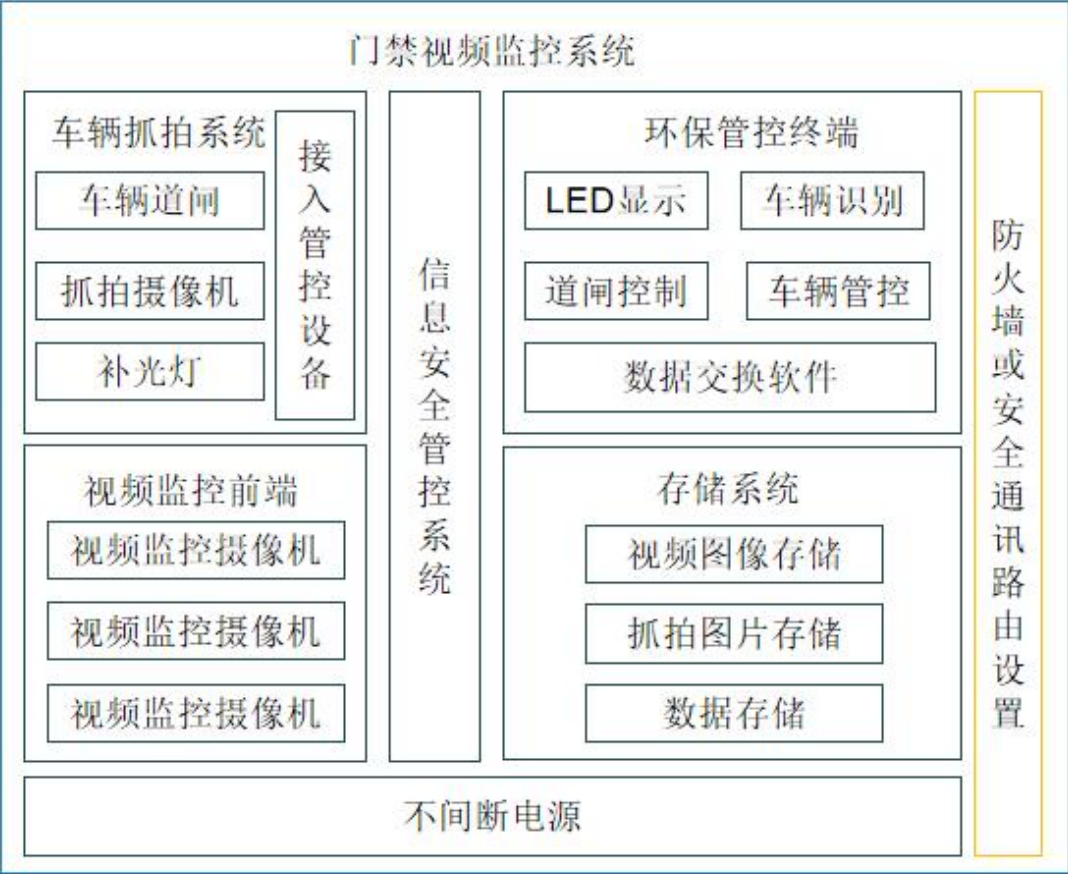 门禁视频监控系统
车辆抓拍系统
车辆道闸
抓拍摄像机
补光灯
接入管控设备
视频监控前端
视频监控摄像机
视频监控摄像机
视频监控摄像机
信息安全管控系统
环保管控终端
LED显示
车辆识别
道闸控制
车辆管控
数据交换软件
存储系统
视频图像存储
抓拍图片存储
数据存储
防火墙或安全通讯路由设置
不间断电源